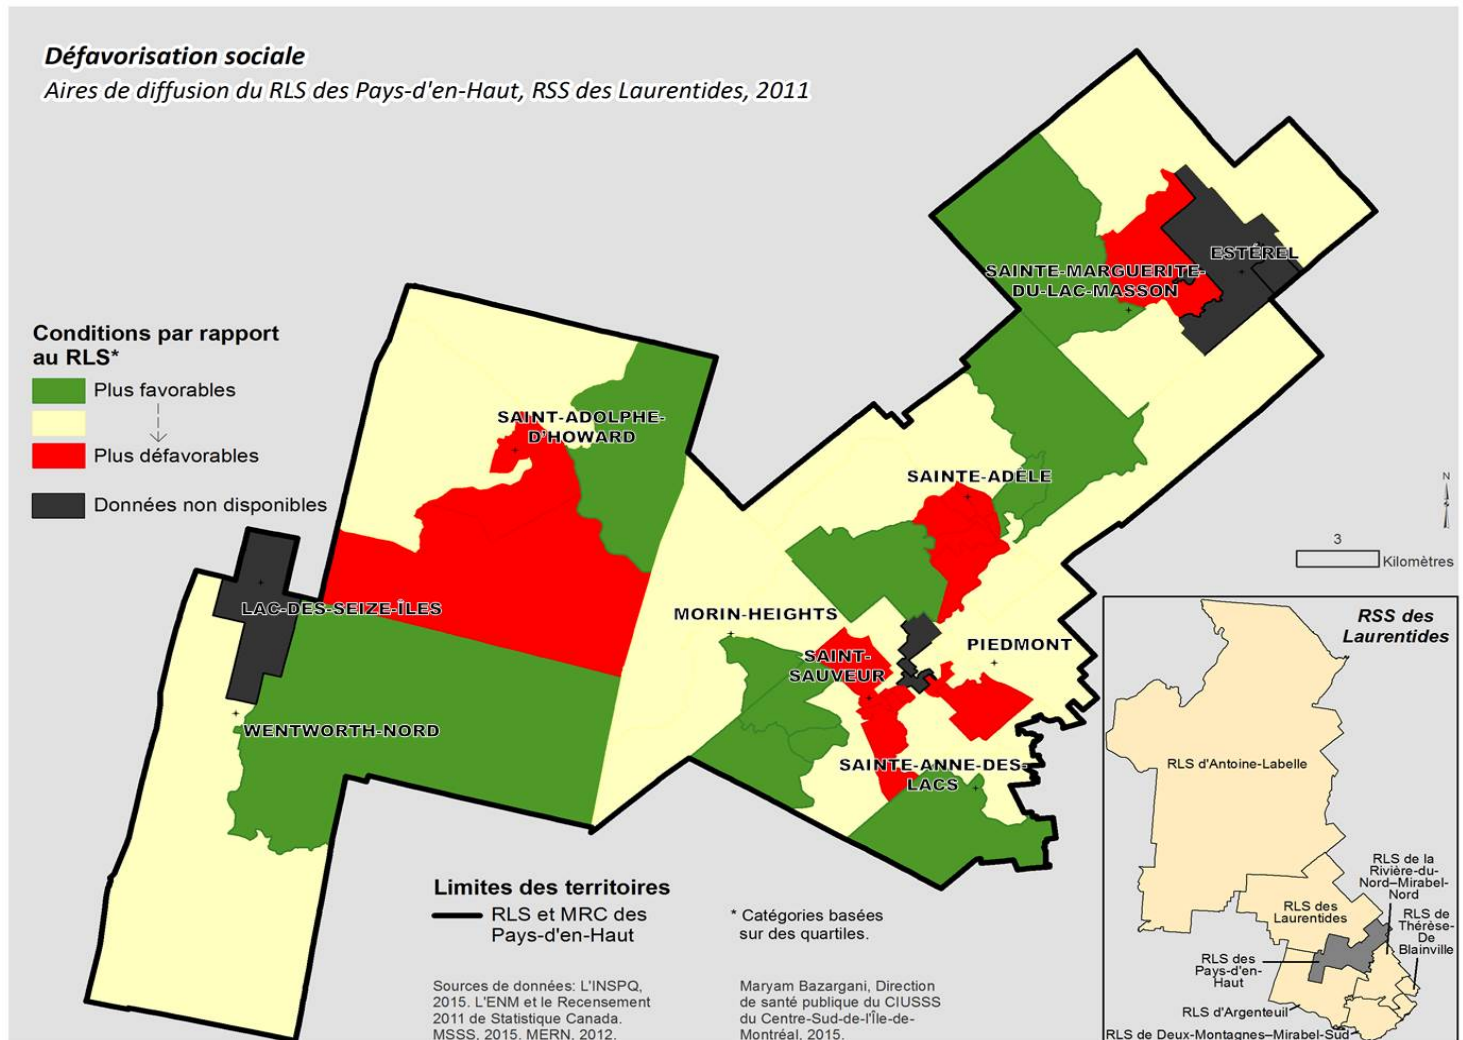 Défavorisation sociale
Aires de diffusion du RLS des Pays-d'en-Haut, RSS des Laurentides, 2011
Conditions par rapport
au RLS*
Plus favorables
Plus défavorables
Données non disponibles
ESTÉREL
SAINTE-MARGUERITE-
DU-LAC-MASSON
SAINT-ADOLPHE-
D'HOWARD
SAINTE-ADÈLE
LAC-DES-SEIZE-ÎLES
MORIN-HEIGHTS
PIEDMONT
SAINT-
SAUVEUR
WENTWORTH-NORD
SAINTE-ANNE-DES-
LACS
N
3
Kilomètres
Limites des territoires
RLS et MRC des
Pays-d'en-Haut
* Catégories basées
sur des quartiles.
Sources de données: L'INSPQ,
2015. L'ENM et le Recensement
2011 de Statistique Canada.
MSSS, 2015. MERN, 2012.
Maryam Bazargani, Direction
de santé publique du CIUSSS
du Centre-Sud-de-l'Île-de-
Montréal, 2015.
RSS des
Laurentides
RLS d'Antoine-Labelle
RLS de la
Rivière-du-
Nord–Mirabel-
Nord
RLS des
Laurentides
RLS de
Thérèse-
De
Blainville
RLS des
Pays-d'en-
Haut
RLS d'Argenteuil
RLS de Deux-Montagnes–Mirabel-Sud